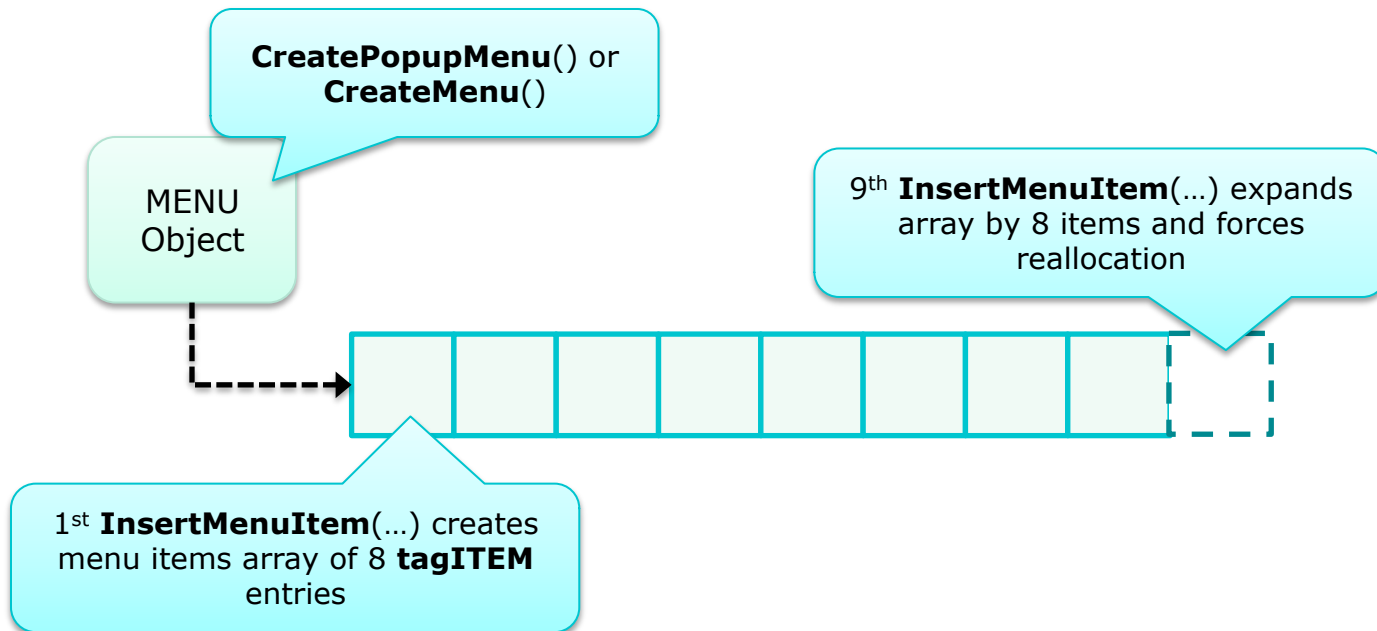 CreatePopupMenu() or
CreateMenu()
MENU
Object
9th InsertMenuItem(…) expands
array by 8 items and forces
reallocation
1st InsertMenuItem(…) creates
menu items array of 8 tagITEM
entries